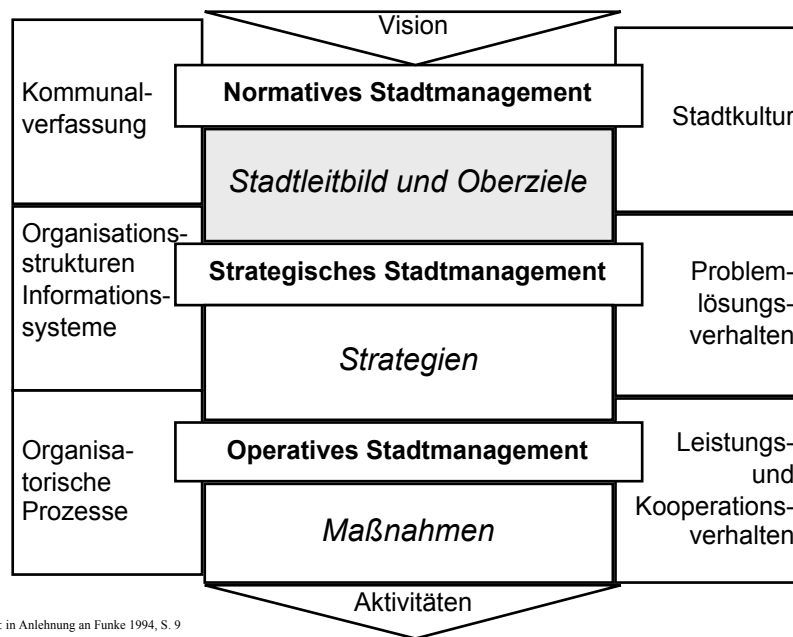 Vision
Kommunal-
verfassung
Normatives Stadtmanagement
Stadtkultur
Stadtleitbild und Oberziele
Organisations-
strukturen
Informations-
systeme
Strategisches Stadtmanagement
Problem-
lösungs-
verhalten
Strategien
Organisa-
torische
Prozesse
Operatives Stadtmanagement
Leistungs-
und
Kooperations-
verhalten
Maßnahmen
Aktivitäten
: in Anlehnung an Funke 1994, S. 9